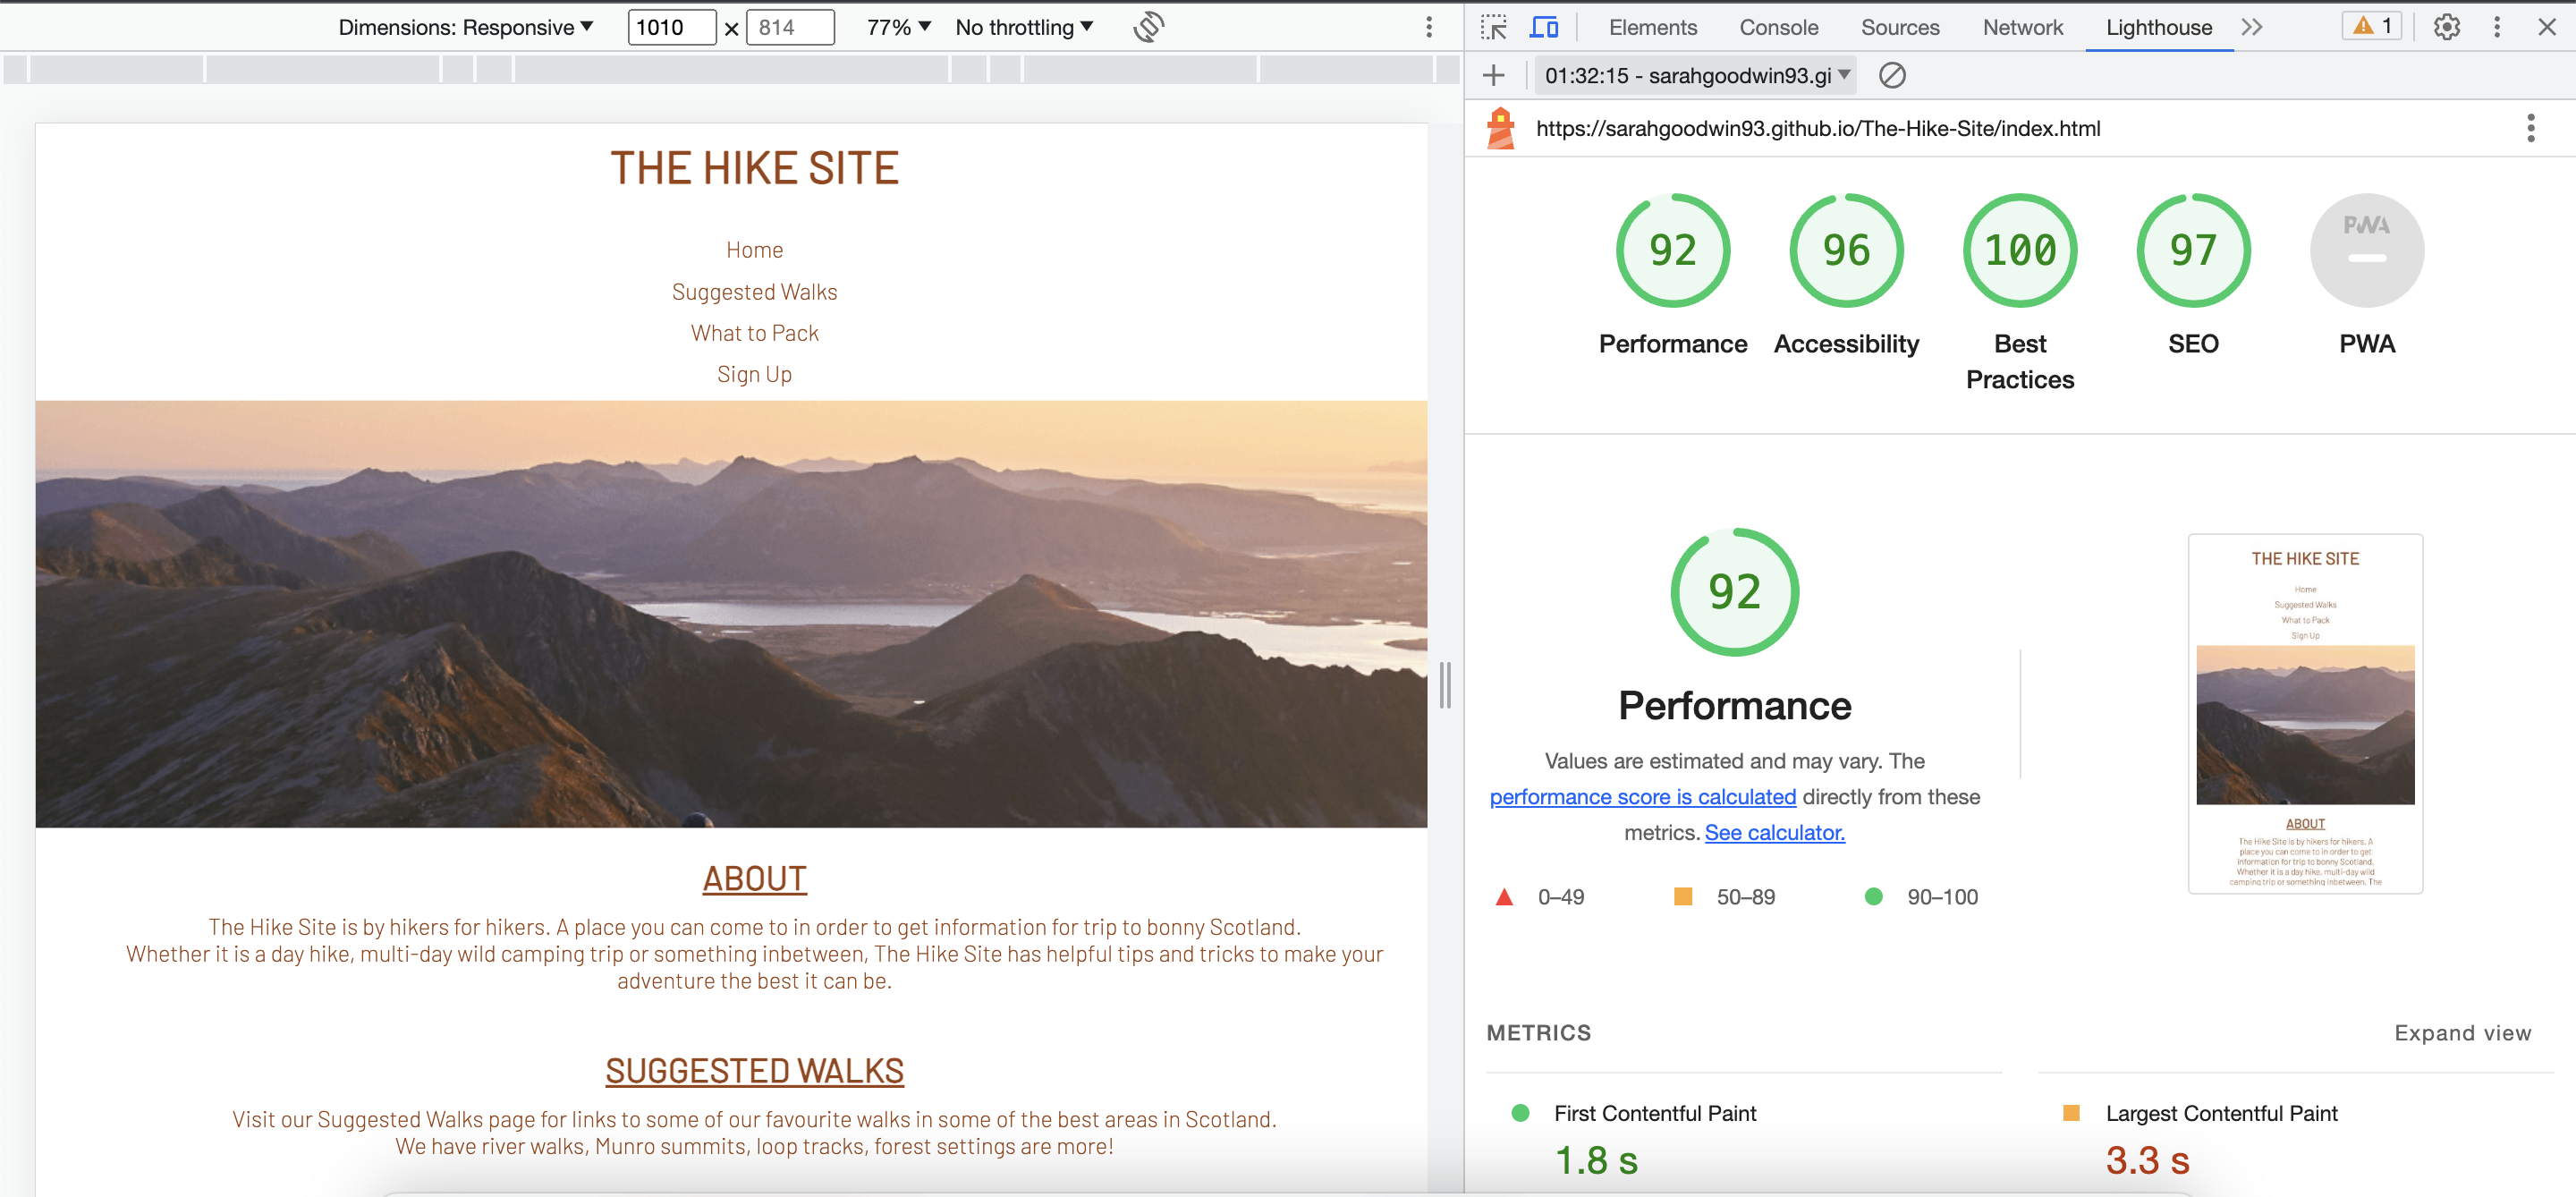 Dimensions: Responsive 1010 × 814 77% No throttling
Elements Console Sources Network Lighthouse 1
01:32:15 - sarahgoodwin93.gi
https://sarahgoodwin93.github.io/The-Hike-Site/index.html
THE HIKE SITE
Home
Suggested Walks
What to Pack
Sign Up
ABOUT
The Hike Site is by hikers for hikers. A place you can come to in order to get information for trip to bonny Scotland.
Whether it is a day hike, multi-day wild camping trip or something inbetween, The Hike Site has helpful tips and tricks to make your
adventure the best it can be.
SUGGESTED WALKS
Visit our Suggested Walks page for links to some of our favourite walks in some of the best areas in Scotland.
We have river walks, Munro summits, loop tracks, forest settings are more!
92 96 100 97 PWA
Performance Accessibility Best SEO PWA
Practices
92
Performance
Values are estimated and may vary. The
performance score is calculated directly from these
metrics. See calculator.
0–49 50–89 90–100
THE HIKE SITE
Home
Suggested Walks
What to Pack
Sign Up
ABOUT
The Hike Site is by hikers for hikers. A
place you can come to in order to get
information for trip to bonny Scotland.
Whether it is a day hike, multi-day wild
camping trip or something inbetween, The
METRICS Expand view
First Contentful Paint Largest Contentful Paint
1.8 s 3.3 s